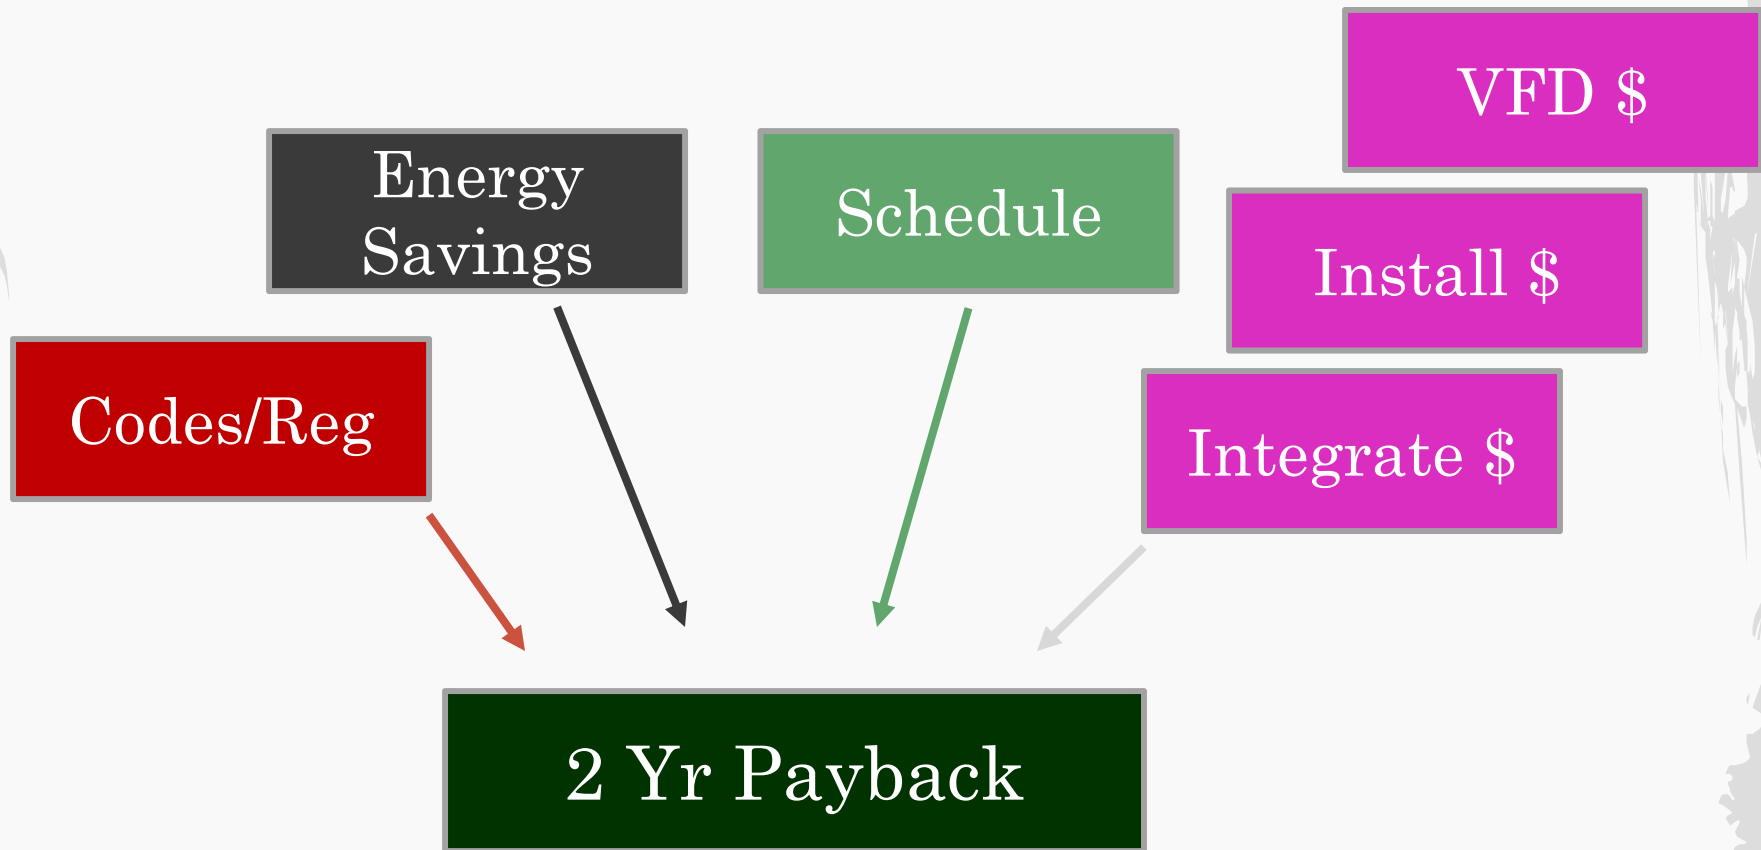 VFD $
Energy
Savings
Schedule
Install $
Codes/Reg
Integrate $
2 Yr Payback